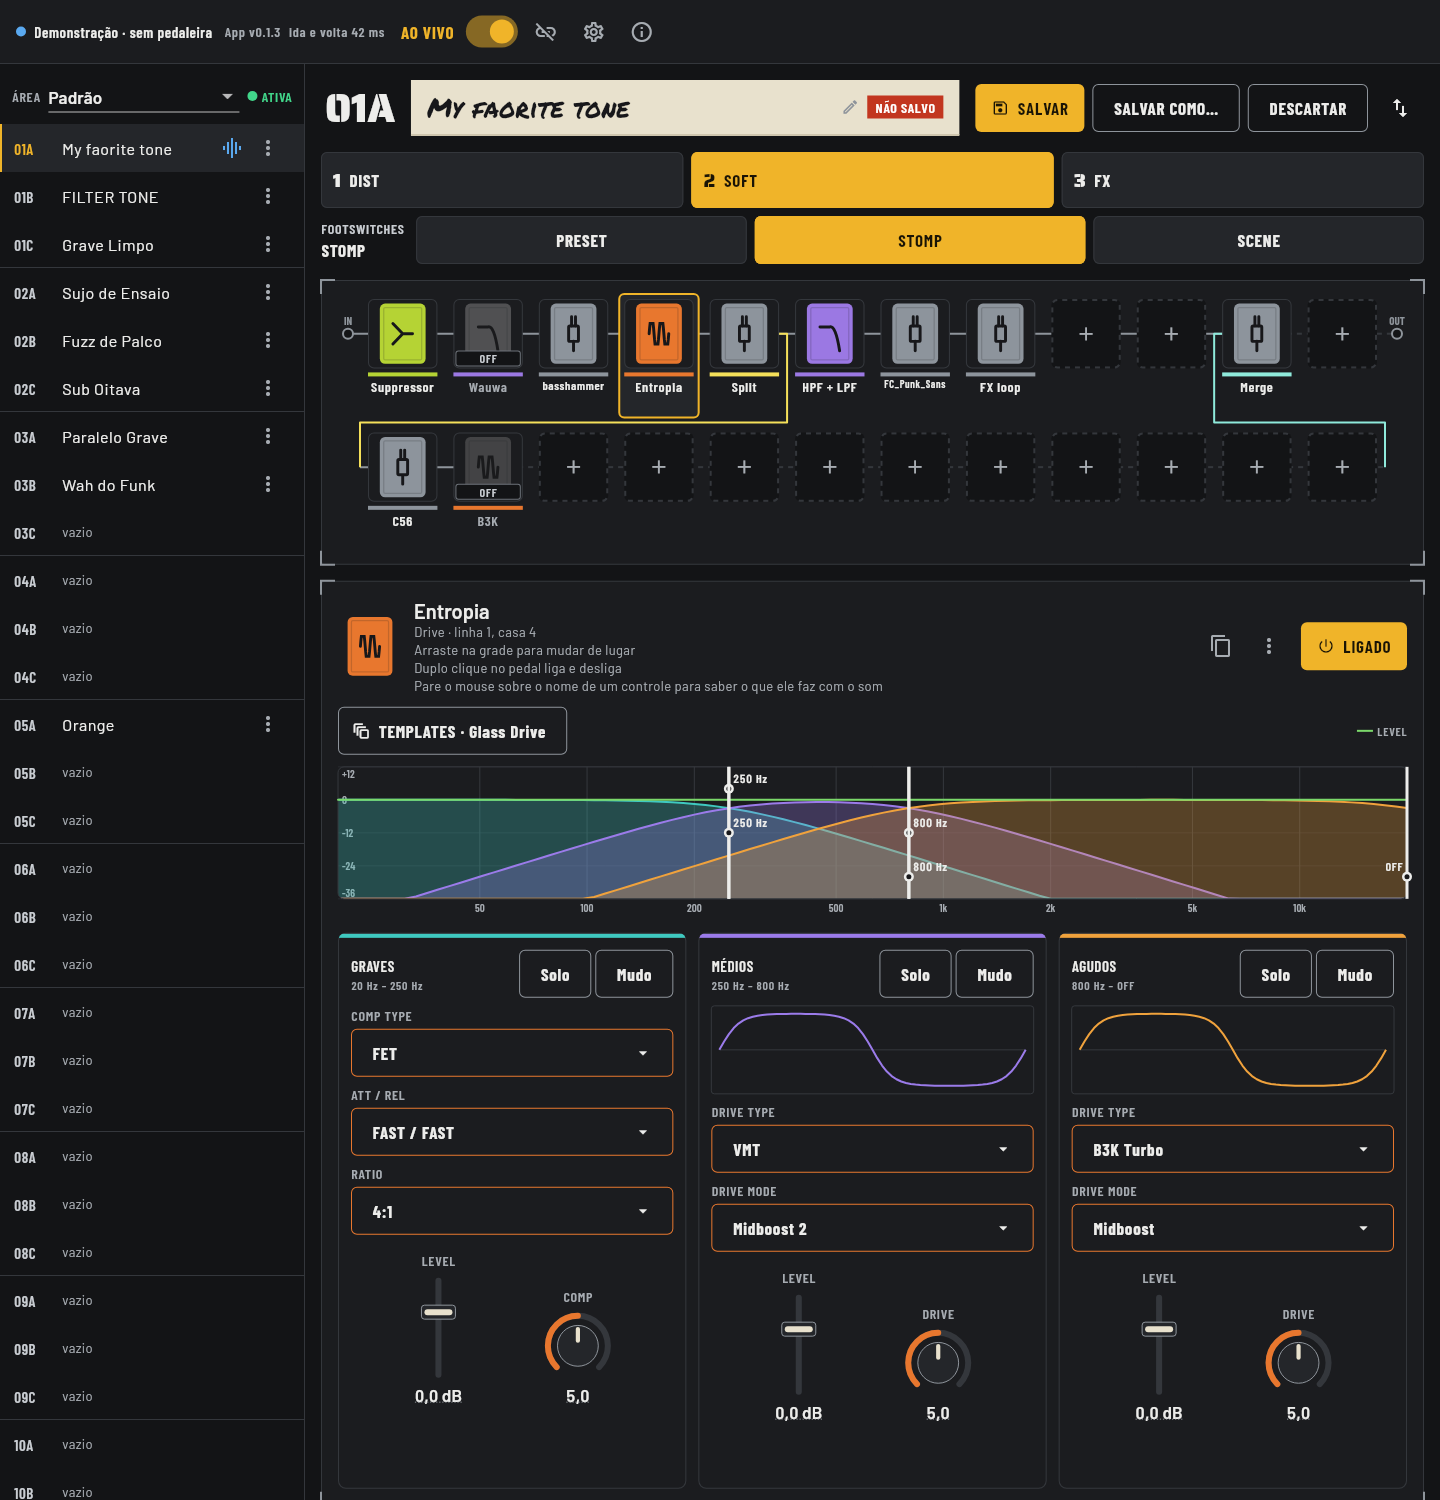 Demonstração · sem pedaleira App v0.1.3 Ida e volta 42 ms AO VIVO
ÁREA Padrão ATIVA
01A My faorite tone
01B FILTER TONE
01C Grave Limpo
02A Sujo de Ensaio
02B Fuzz de Palco
02C Sub Oitava
03A Paralelo Grave
03B Wah do Funk
03C vazio
04A vazio
04B vazio
04C vazio
05A Orange
05B vazio
05C vazio
06A vazio
06B vazio
06C vazio
07A vazio
07B vazio
07C vazio
08A vazio
08B vazio
08C vazio
09A vazio
09B vazio
09C vazio
10A vazio
10B vazio
01A My faorite tone NÃO SALVO SALVAR SALVAR COMO... DESCARTAR
1 DIST 2 SOFT 3 FX
FOOTSWITCHES
STOMP
PRESET STOMP SCENE
IN OUT
OFF
Suppressor Wauwa basshammer Entropia Split HPF + LPF FC_Punk_Sans FX loop Merge
OFF
C56 B3K
Entropia
Drive · linha 1, casa 4
Arraste na grade para mudar de lugar
Duplo clique no pedal liga e desliga
Pare o mouse sobre o nome de um controle para saber o que ele faz com o som
LIGADO
TEMPLATES · Glass Drive
LEVEL
+12
0
-12
-24
-36
250 Hz
250 Hz
800 Hz
800 Hz
OFF
50 100 200 500 1k 2k 5k 10k
GRAVES
20 Hz – 250 Hz
Solo Mudo
COMP TYPE
FET
ATT / REL
FAST / FAST
RATIO
4:1
LEVEL
COMP
0,0 dB 5,0
MÉDIOS
250 Hz – 800 Hz
Solo Mudo
DRIVE TYPE
VMT
DRIVE MODE
Midboost 2
LEVEL
DRIVE
0,0 dB 5,0
AGUDOS
800 Hz – OFF
Solo Mudo
DRIVE TYPE
B3K Turbo
DRIVE MODE
Midboost
LEVEL
DRIVE
0,0 dB 5,0